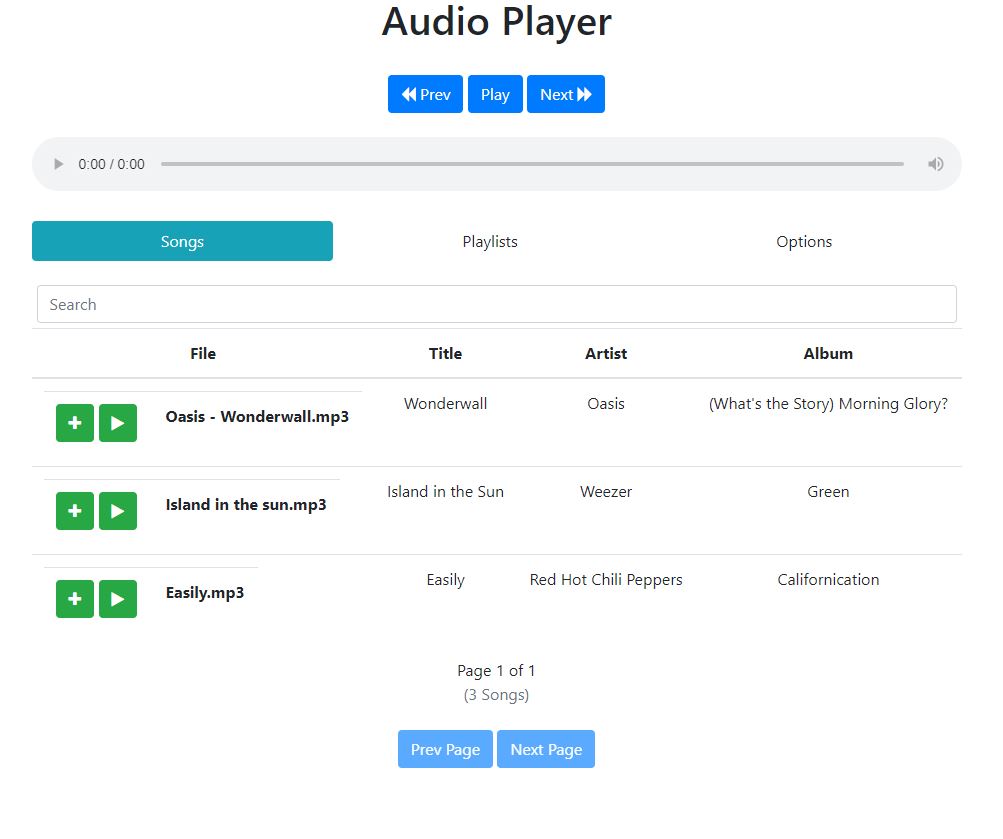 Audio Player
Prev Play Next
0:00 / 0:00
Songs Playlists Options
Search
File Title Artist Album
Oasis - Wonderwall.mp3 Wonderwall Oasis (What's the Story) Morning Glory?
Island in the sun.mp3 Island in the Sun Weezer Green
Easily.mp3 Easily Red Hot Chili Peppers Californication
Page 1 of 1
(3 Songs)
Prev Page Next Page